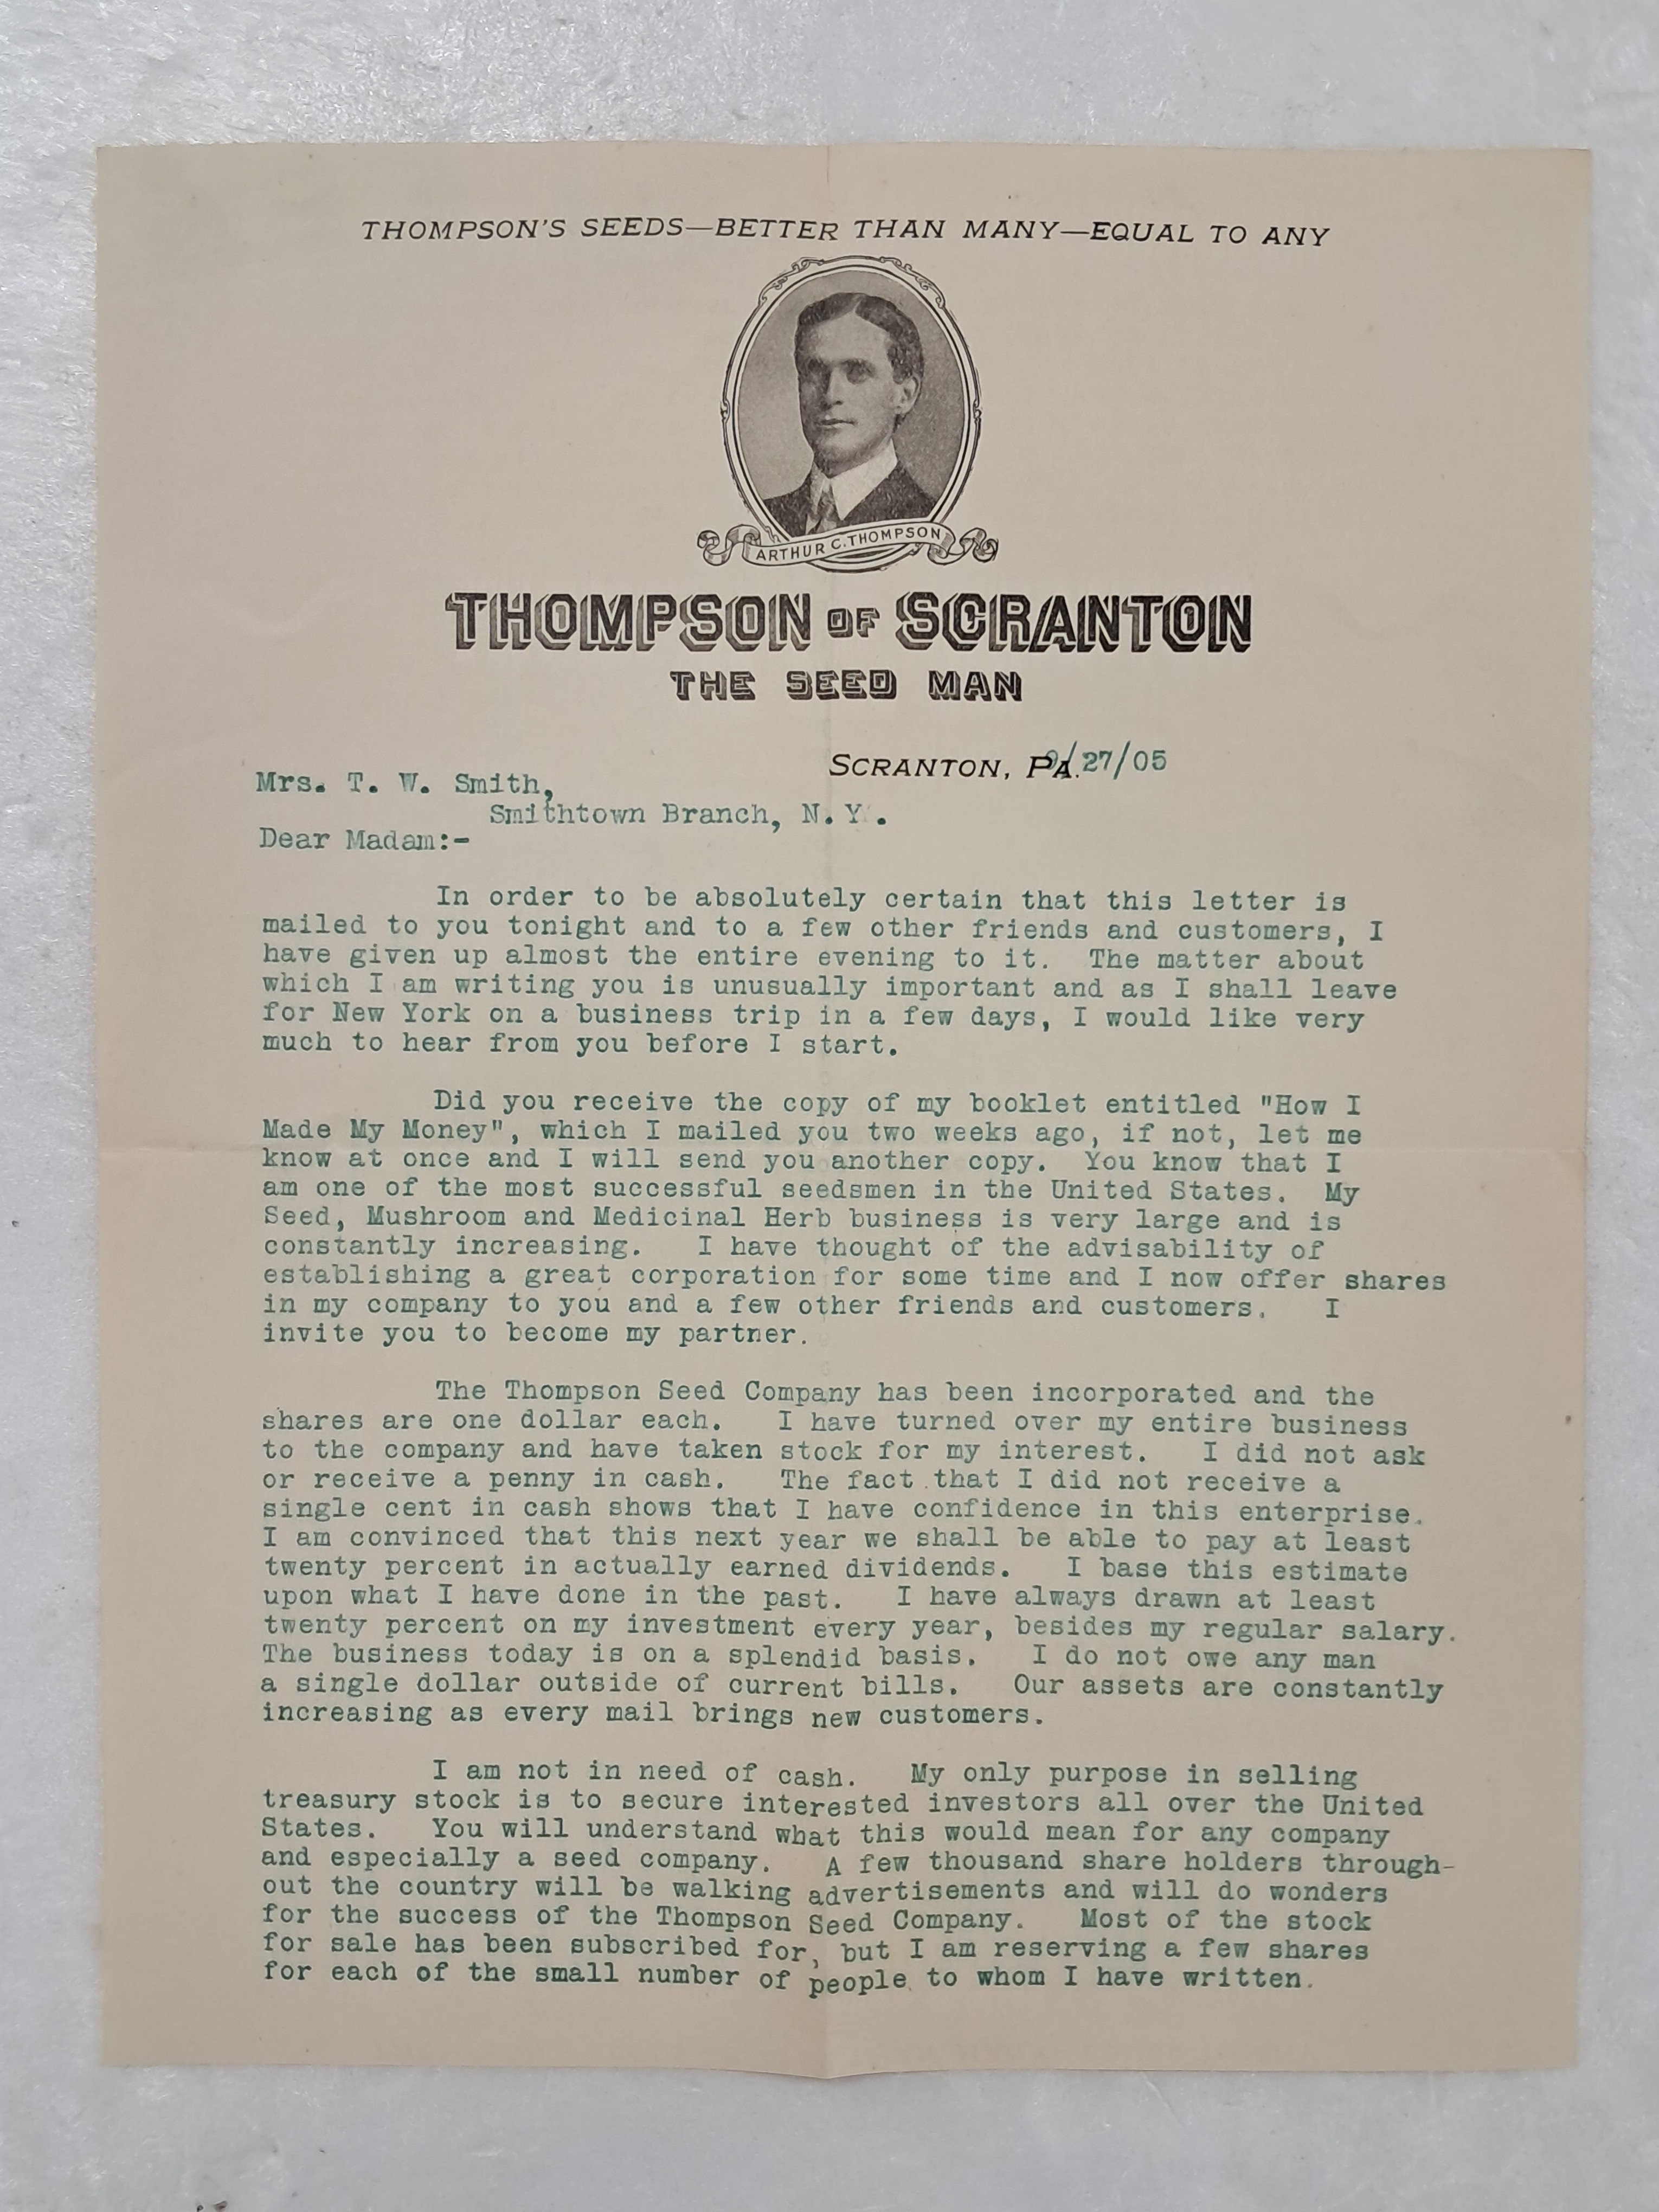 THOMPSON'S SEEDS—BETTER THAN MANY—EQUAL TO ANY
ARTHUR C. THOMPSON
THOMPSON OF SCRANTON
THE SEED MAN
SCRANTON, PA. 9/27/05
Mrs. T. W. Smith,
Smithtown Branch, N.Y.
Dear Madam:-
In order to be absolutely certain that this letter is
mailed to you tonight and to a few other friends and customers, I
have given up almost the entire evening to it. The matter about
which I am writing you is unusually important and as I shall leave
for New York on a business trip in a few days, I would like very
much to hear from you before I start.
Did you receive the copy of my booklet entitled "How I
Made My Money", which I mailed you two weeks ago, if not, let me
know at once and I will send you another copy. You know that I
am one of the most successful seedsmen in the United States. My
Seed, Mushroom and Medicinal Herb business is very large and is
constantly increasing. I have thought of the advisability of
establishing a great corporation for some time and I now offer shares
in my company to you and a few other friends and customers. I
invite you to become my partner.
The Thompson Seed Company has been incorporated and the
shares are one dollar each. I have turned over my entire business
to the company and have taken stock for my interest. I did not ask
or receive a penny in cash. The fact that I did not receive a
single cent in cash shows that I have confidence in this enterprise.
I am convinced that this next year we shall be able to pay at least
twenty percent in actually earned dividends. I base this estimate
upon what I have done in the past. I have always drawn at least
twenty percent on my investment every year, besides my regular salary.
The business today is on a splendid basis. I do not owe any man
a single dollar outside of current bills. Our assets are constantly
increasing as every mail brings new customers.
I am not in need of cash. My only purpose in selling
treasury stock is to secure interested investors all over the United
States. You will understand what this would mean for any company
and especially a seed company. A few thousand share holders through-
out the country will be walking advertisements and will do wonders
for the success of the Thompson Seed Company. Most of the stock
for sale has been subscribed for, but I am reserving a few shares
for each of the small number of people to whom I have written.